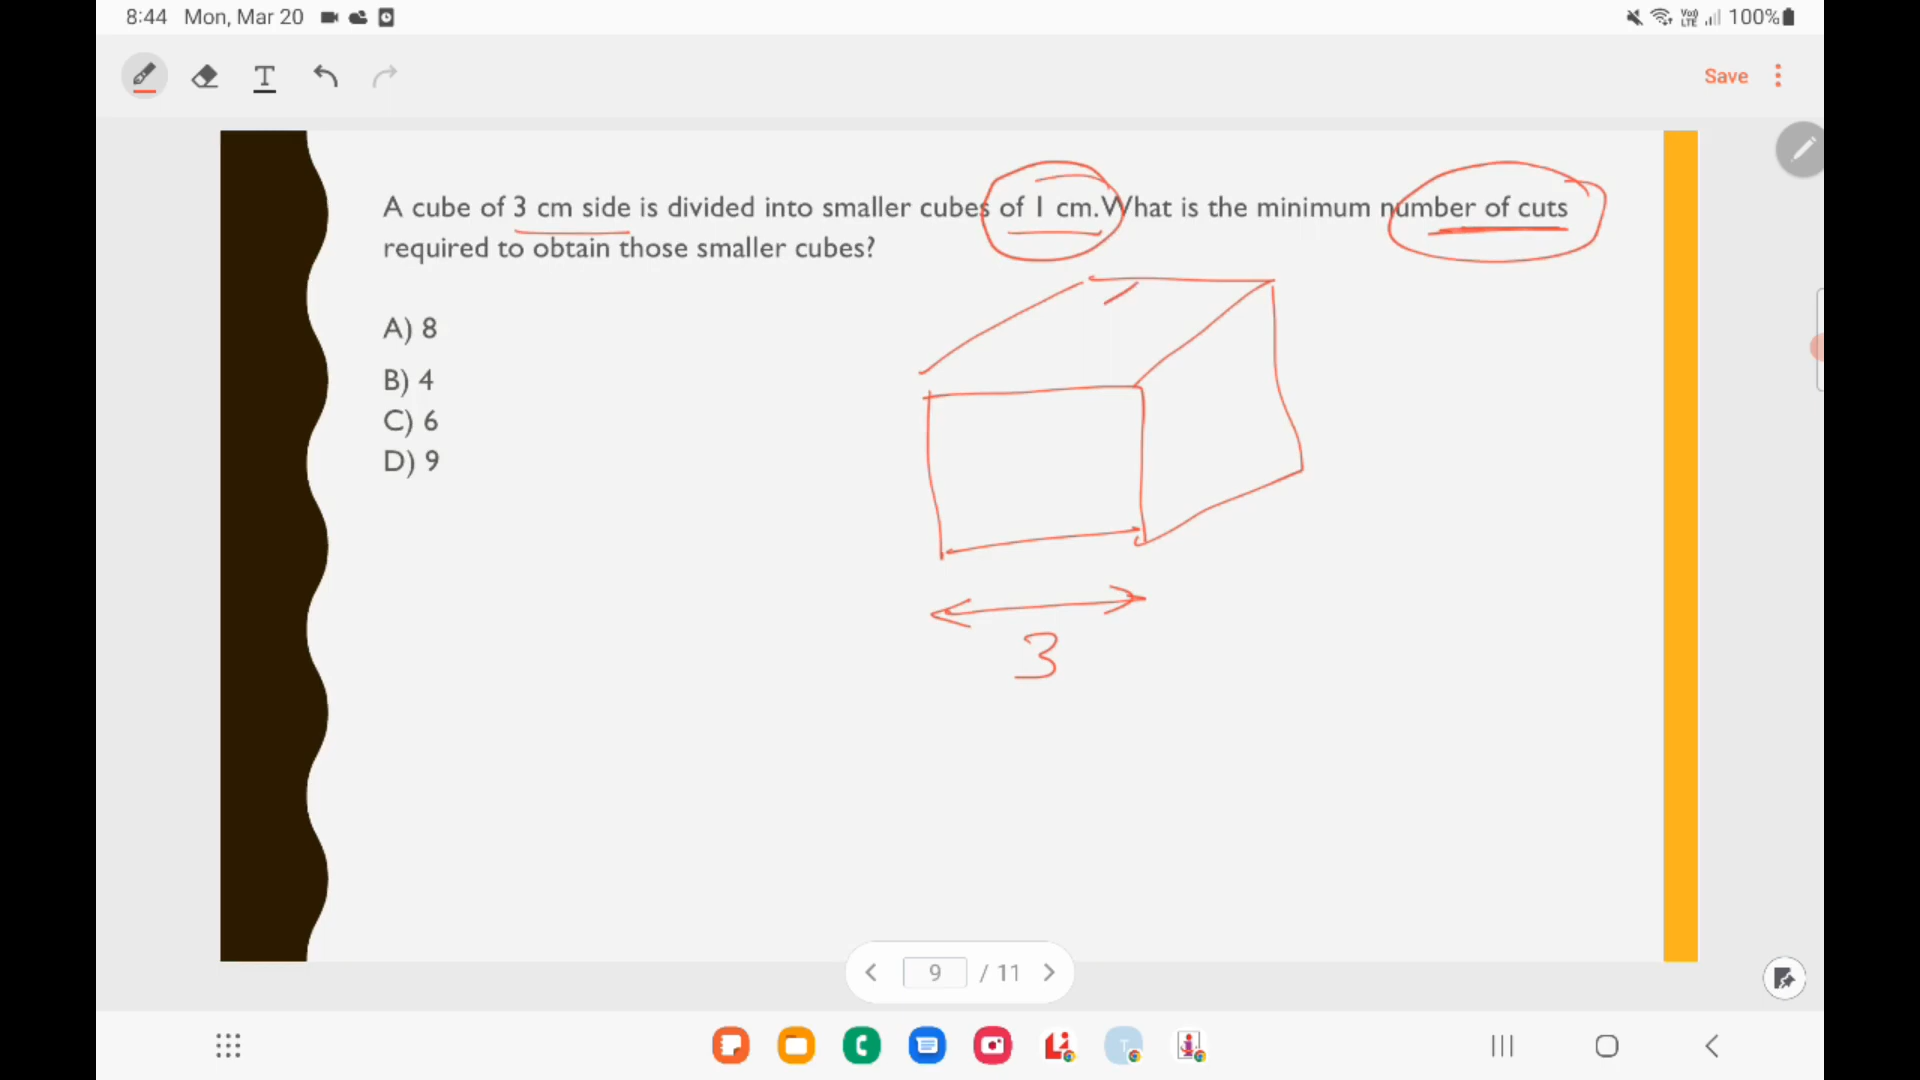 8:44 Mon, Mar 20
Vo) LTE 100%
T
Save
A cube of 3 cm side is divided into smaller cubes of 1 cm. What is the minimum number of cuts
required to obtain those smaller cubes?
A) 8
B) 4
C) 6
D) 9
3
9 / 11
T